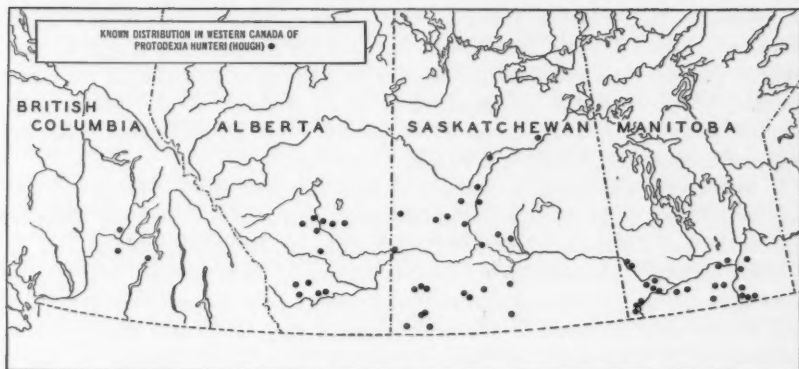 KNOWN DISTRIBUTION IN WESTERN CANADA OF
PROTODEXIA HUNTERI (HOUGH) ●
BRITISH
COLUMBIA
ALBERTA
SASKATCHEWAN
MANITOBA